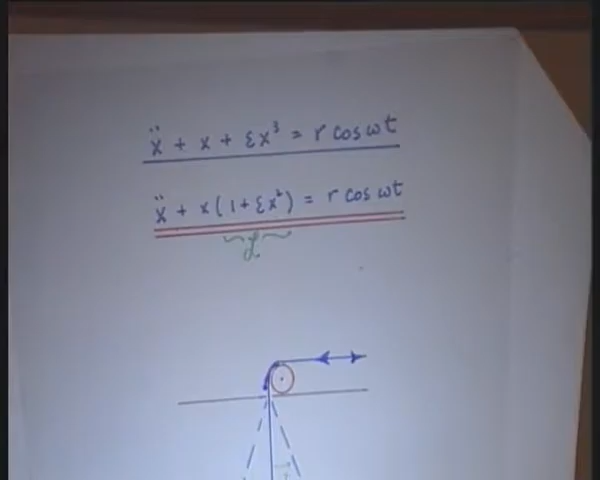 ẍ + x + εx³ = r cos ωt
ẍ + x(1+εx²) = r cos ωt